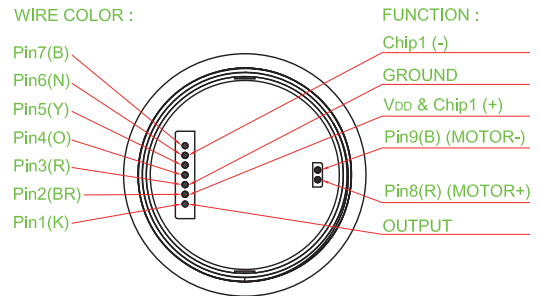 WIRE COLOR :
Pin7(B)
Pin6(N)
Pin5(Y)
Pin4(O)
Pin3(R)
Pin2(BR)
Pin1(K)
FUNCTION :
Chip1 (-)
GROUND
VDD & Chip1 (+)
Pin9(B) (MOTOR-)
Pin8(R) (MOTOR+)
OUTPUT